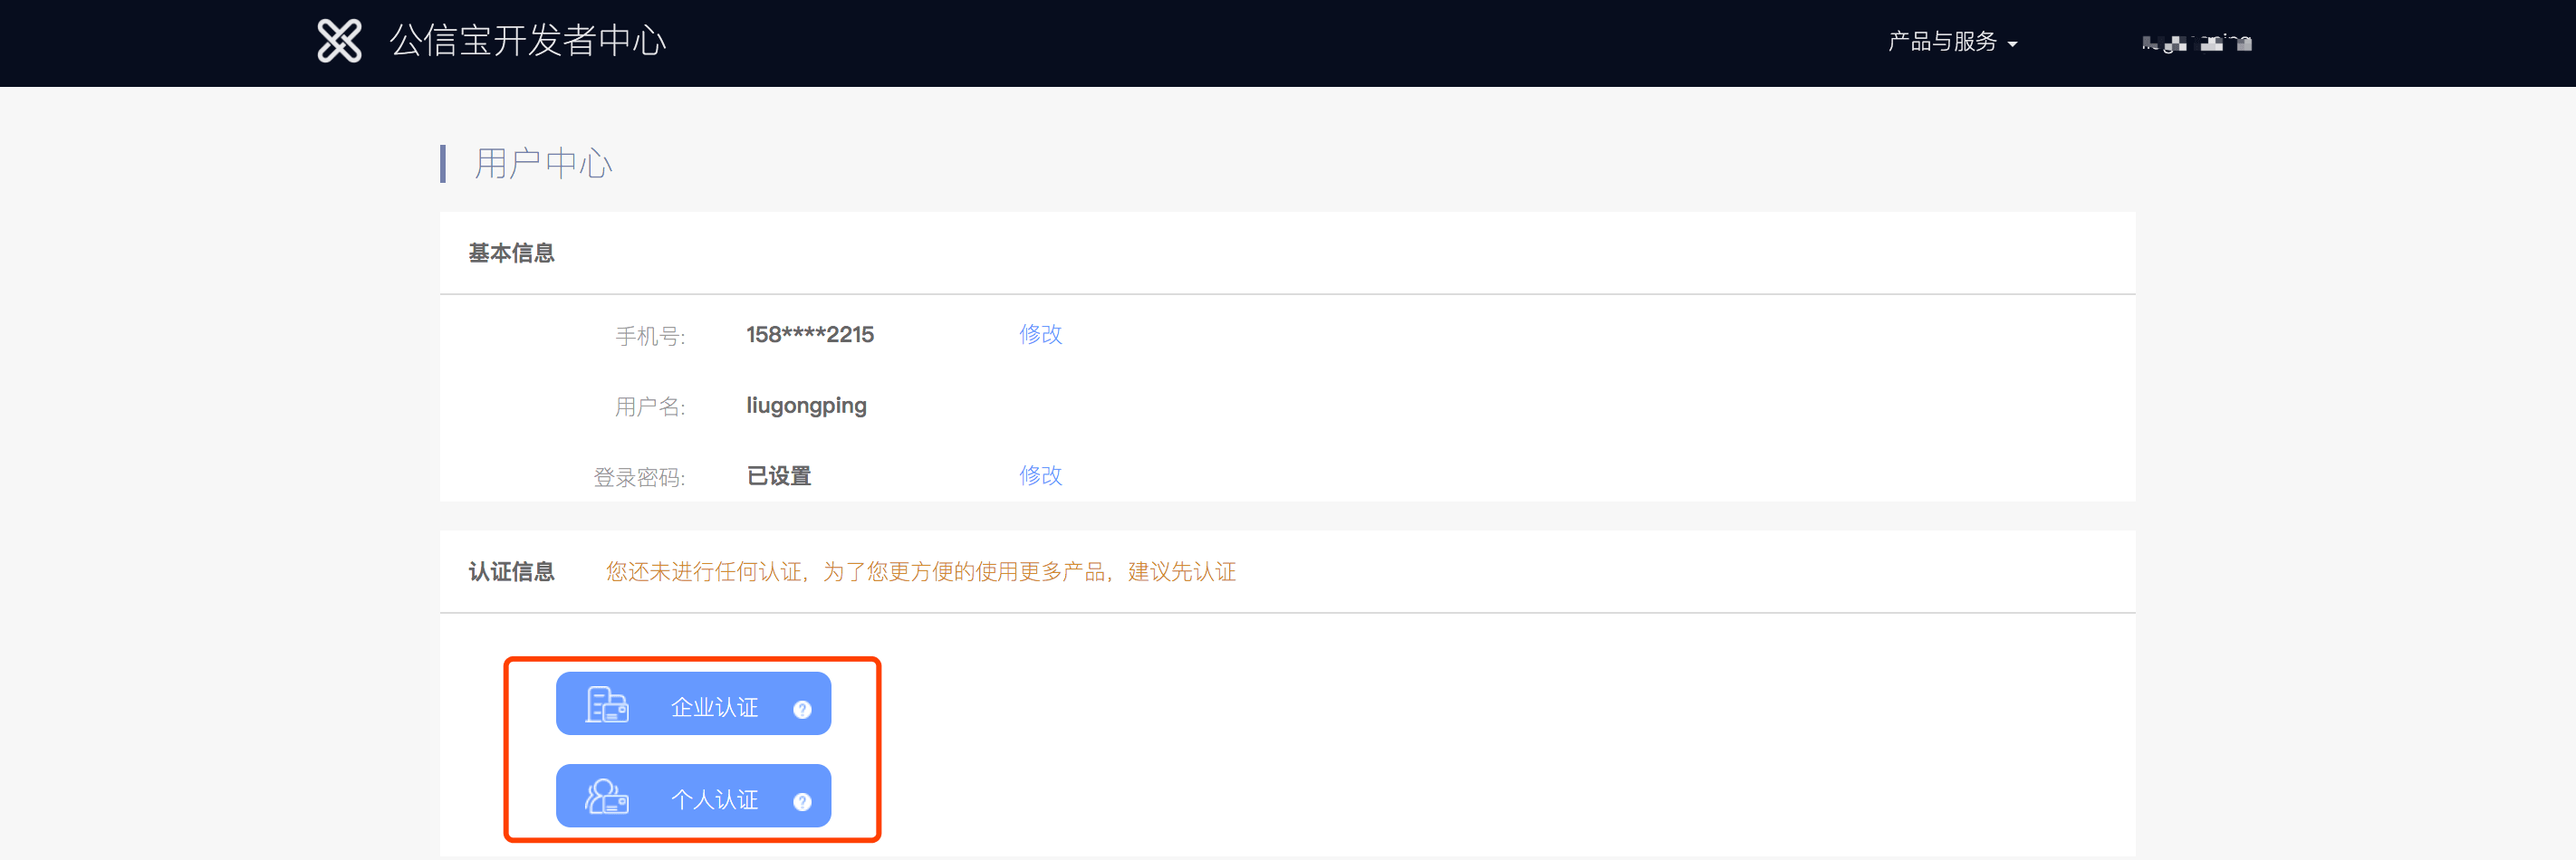 公信宝开发者中心
产品与服务
用户中心
基本信息
手机号: 158****2215 修改
用户名: liugongping
登录密码: 已设置 修改
认证信息 您还未进行任何认证，为了您更方便的使用更多产品，建议先认证
企业认证 ?
个人认证 ?